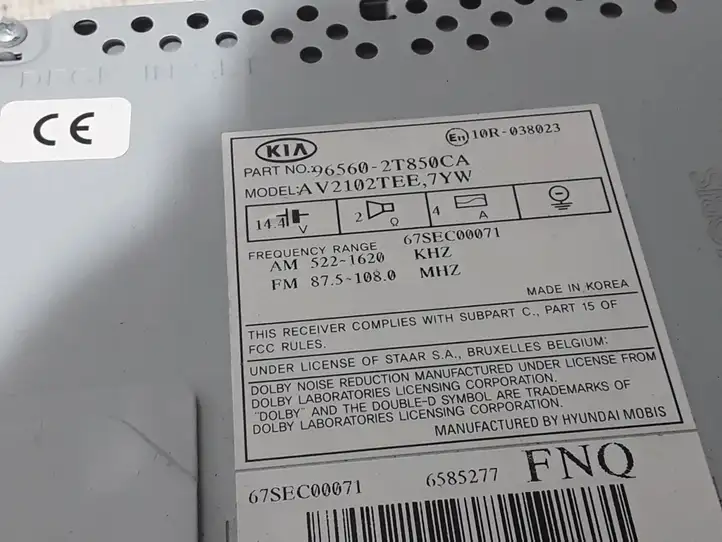 CE
KIA
E11 10R-038023
PART NO.:96560-2T850CA
MODEL:AV2102TEE,7YW
14.4 V 2 Ω 4 A
FREQUENCY RANGE 67SEC00071
AM 522-1620 KHZ
FM 87.5-108.0 MHZ
MADE IN KOREA
THIS RECEIVER COMPLIES WITH SUBPART C., PART 15 OF
FCC RULES.
UNDER LICENSE OF STAAR S.A., BRUXELLES BELGIUM:
DOLBY NOISE REDUCTION MANUFACTURED UNDER LICENSE FROM
DOLBY LABORATORIES LICENSING CORPORATION.
"DOLBY" AND THE DOUBLE-D SYMBOL ARE TRADEMARKS OF
DOLBY LABORATORIES LICENSING CORPORATION.
MANUFACTURED BY HYUNDAI MOBIS
67SEC00071 6585277 FNQ